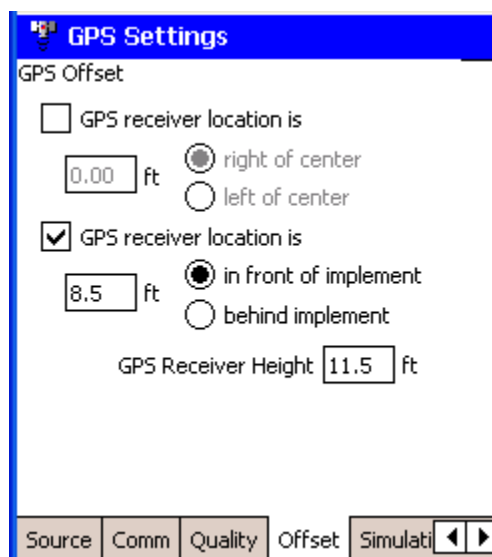 GPS Settings
GPS Offset
GPS receiver location is
0.00 ft
right of center
left of center
GPS receiver location is
8.5 ft
in front of implement
behind implement
GPS Receiver Height 11.5 ft
Source Comm Quality Offset Simulati